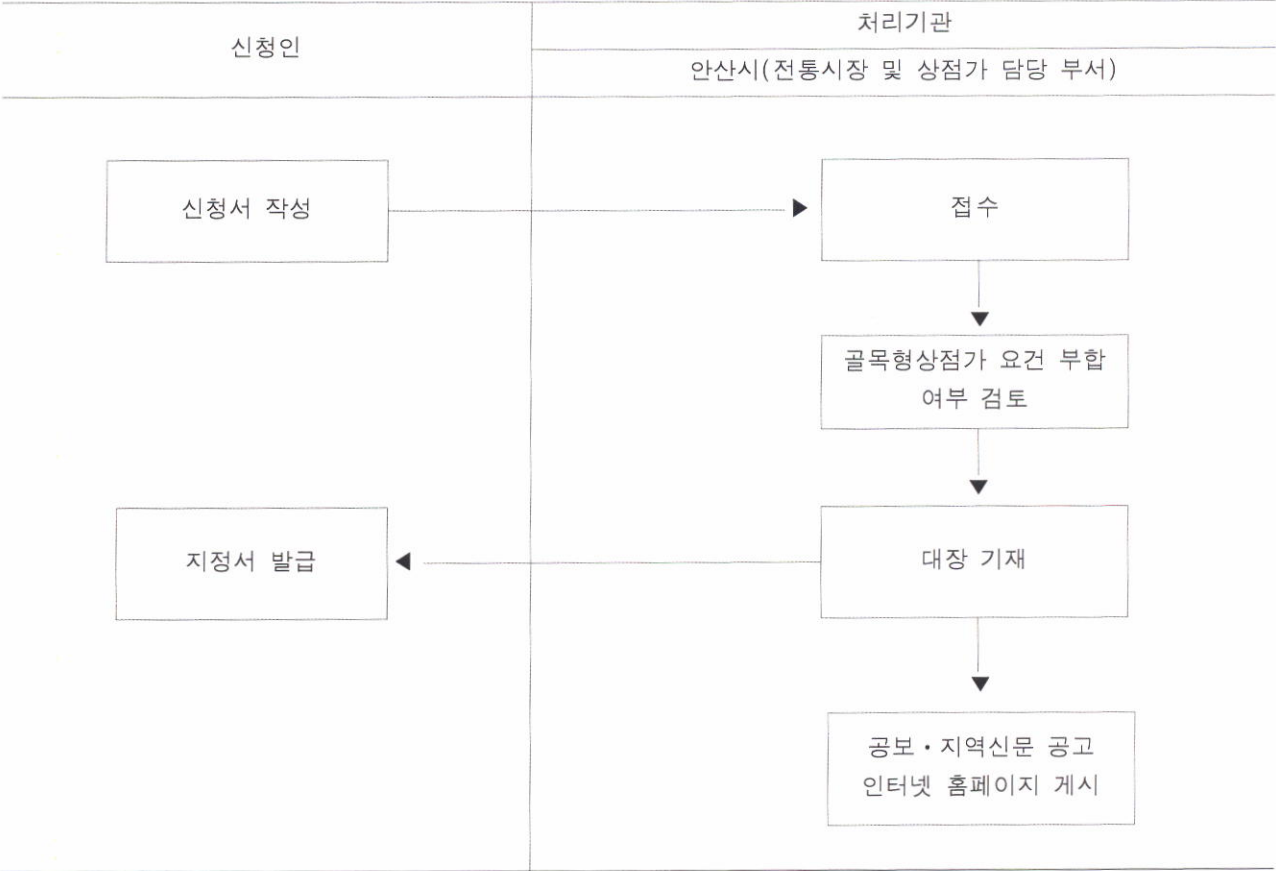 신청인
처리기관
안산시(전통시장 및 상점가 담당 부서)
신청서 작성
접수
골목형상점가 요건 부합
여부 검토
지정서 발급
대장 기재
공보・지역신문 공고
인터넷 홈페이지 게시